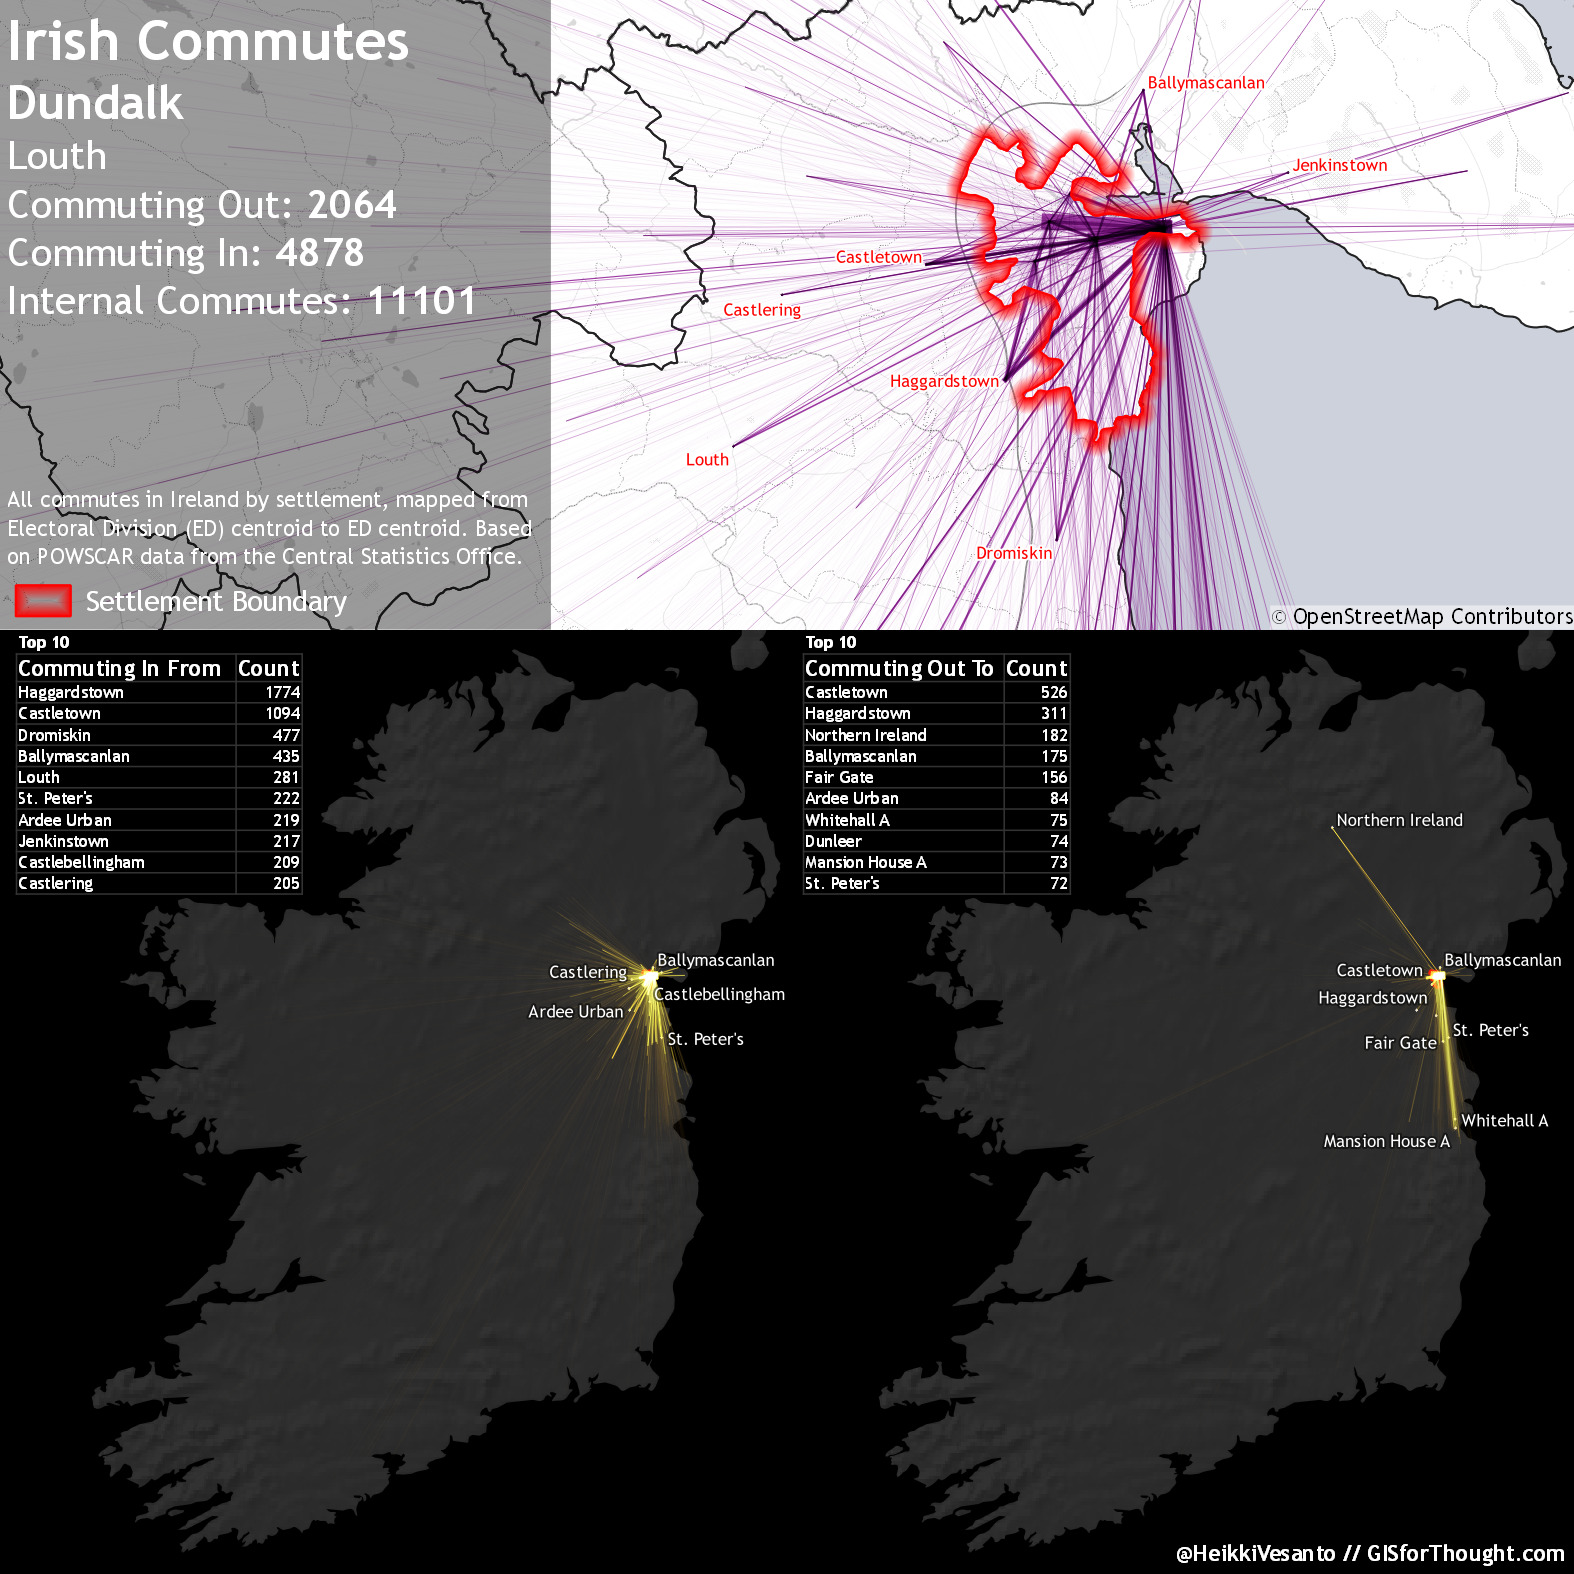 Irish Commutes
Dundalk
Louth
Commuting Out: 2064
Commuting In: 4878
Internal Commutes: 11101
All commutes in Ireland by settlement, mapped from
Electoral Division (ED) centroid to ED centroid. Based
on POWSCAR data from the Central Statistics Office.
Settlement Boundary
Ballymascanlan
Jenkinstown
Castletown
Castlering
Haggardstown
Louth
Dromiskin
© OpenStreetMap Contributors
Top 10
Commuting In From Count
Haggardstown 1774
Castletown 1094
Dromiskin 477
Ballymascanlan 435
Louth 281
St. Peter's 222
Ardee Urban 219
Jenkinstown 217
Castlebellingham 209
Castlering 205
Ballymascanlan
Castlering
Castlebellingham
Ardee Urban
St. Peter's
Top 10
Commuting Out To Count
Castletown 526
Haggardstown 311
Northern Ireland 182
Ballymascanlan 175
Fair Gate 156
Ardee Urban 84
Whitehall A 75
Dunleer 74
Mansion House A 73
St. Peter's 72
Northern Ireland
Ballymascanlan
Castletown
Haggardstown
St. Peter's
Fair Gate
Whitehall A
Mansion House A
@HeikkiVesanto // GISforThought.com